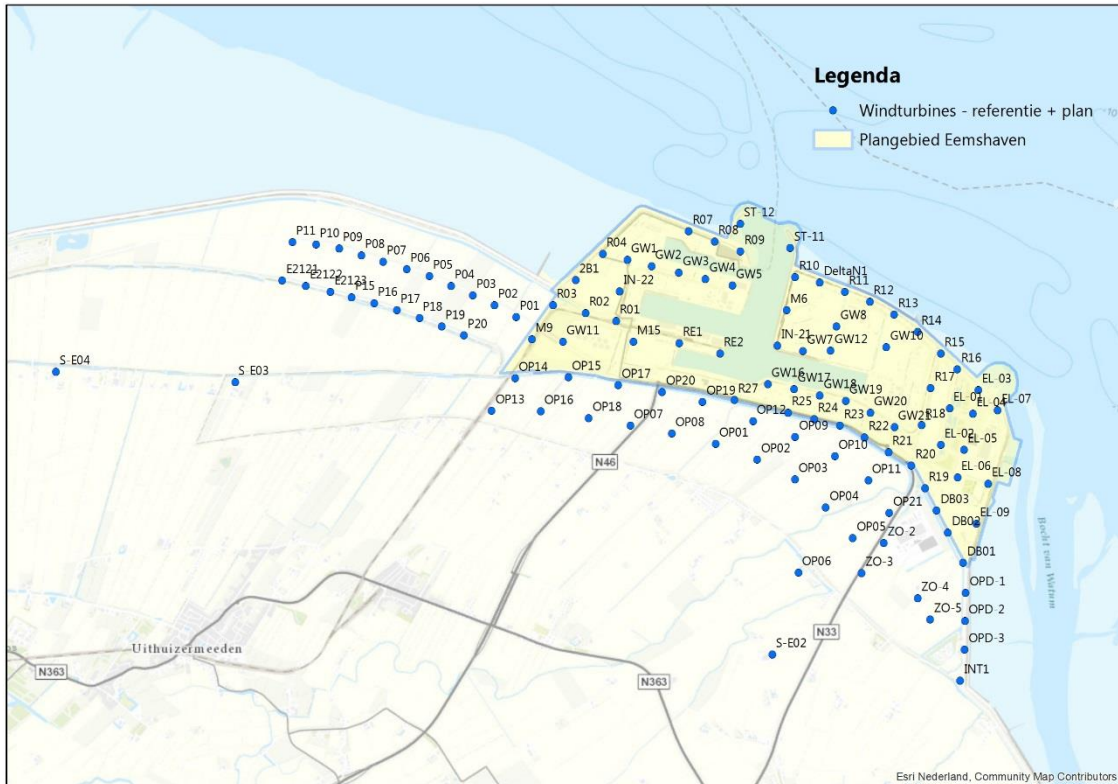 Legenda
Windturbines - referentie + plan
Plangebied Eemshaven
ST-12
R07
R08
R09
ST-11
P11
P10
P09
P08
P07
P06
P05
P04
P03
P02
P01
R04
GW1
GW2
GW3
GW4
GW5
R10
DeltaN1
R11
R12
R13
R14
R15
R16
E2121
E2122
E2123
P15
P16
P17
P18
P19
P20
2B1
IN-22
R03
R02
R01
M6
GW8
GW10
M9
GW11
M15
RE1
RE2
IN-21
GW7
GW12
S-E04
S-E03
OP14
OP15
OP17
OP20
OP19
R27
GW16
GW17
GW18
GW19
GW20
GW21
R17
R18
EL-03
EL-01
EL-04
EL-07
OP13
OP16
OP18
OP07
OP08
OP01
OP02
OP12
R25
R24
R23
R22
R21
R20
R19
OP09
OP10
OP03
OP11
OP04
OP21
OP05
OP06
EL-02
EL-05
EL-06
EL-08
EL-09
DB03
DB02
DB01
ZO-2
ZO-3
ZO-4
ZO-5
OPD-1
OPD-2
OPD-3
INT1
S-E02
N46
N33
N363
N363
Uithuizermeeden
Bocht van Watum
Esri Nederland, Community Map Contributors